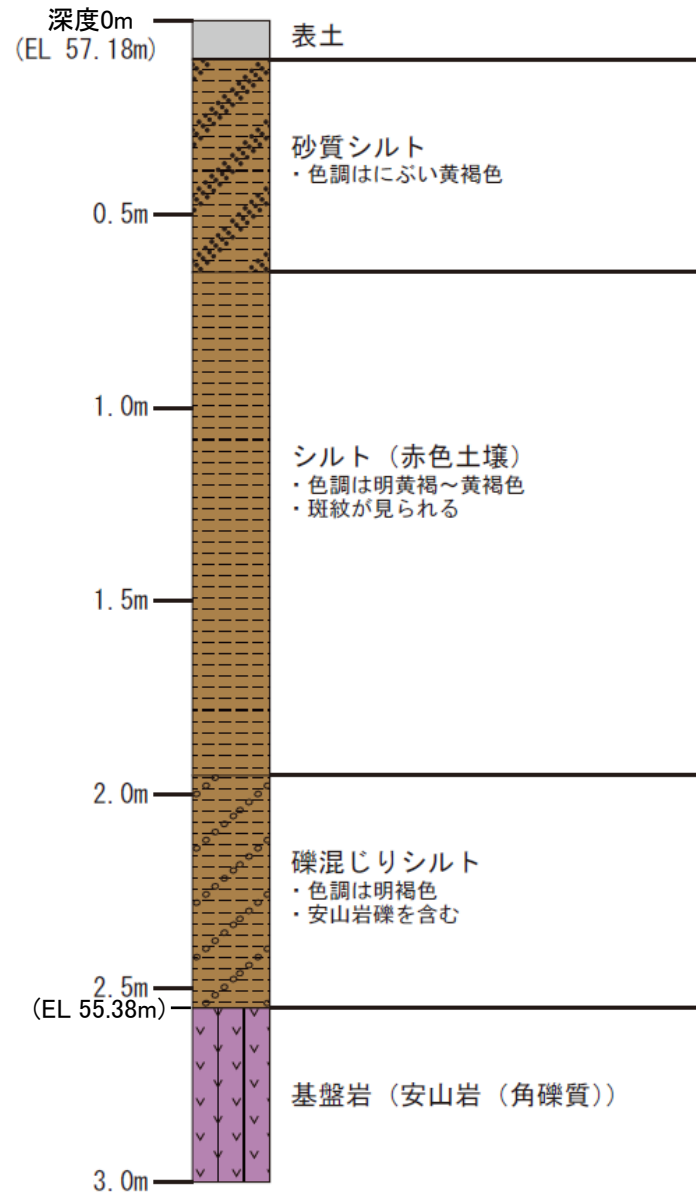 深度0m
(EL 57.18m)
表土
砂質シルト
・色調はにぶい黄褐色
0.5m
1.0m
シルト（赤色土壌）
・色調は明黄褐～黄褐色
・斑紋が見られる
1.5m
2.0m
礫混じりシルト
・色調は明褐色
・安山岩礫を含む
2.5m
(EL 55.38m)
基盤岩（安山岩（角礫質））
3.0m